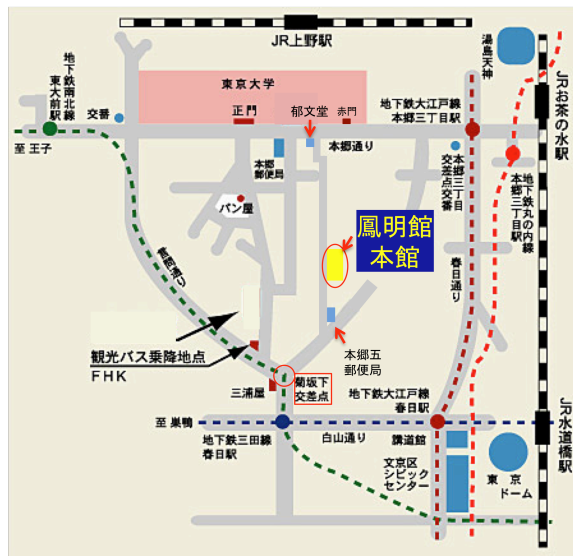 JR上野駅
湯島天神
JRお茶の水駅
東京大学
地下鉄南北線
東大前駅
交番
正門
郁文堂
赤門
地下鉄大江戸線
本郷三丁目駅
至 王子
本郷通り
本郷
郵便局
本郷三丁目
交差点交番
地下鉄丸の内線
本郷三丁目駅
パン屋
鳳明館
本館
言問通り
春日通り
観光バス乗降地点
FHK
本郷五
郵便局
三浦屋
菊坂下
交差点
地下鉄大江戸線
春日駅
JR水道橋駅
至 巣鴨
地下鉄三田線
春日駅
白山通り
講道館
文京区
シビック
センター
東 京
ドーム